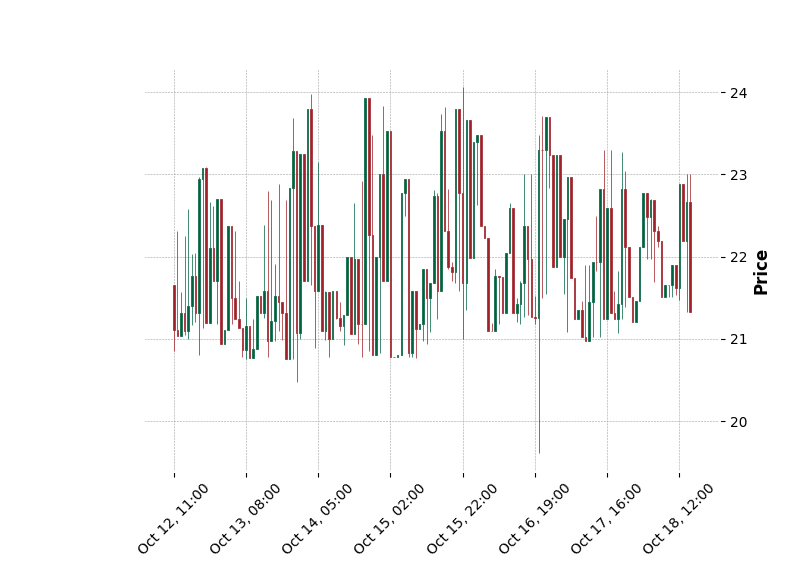 24
23
22
21
20
Price
Oct 12, 11:00
Oct 13, 08:00
Oct 14, 05:00
Oct 15, 02:00
Oct 15, 22:00
Oct 16, 19:00
Oct 17, 16:00
Oct 18, 12:00